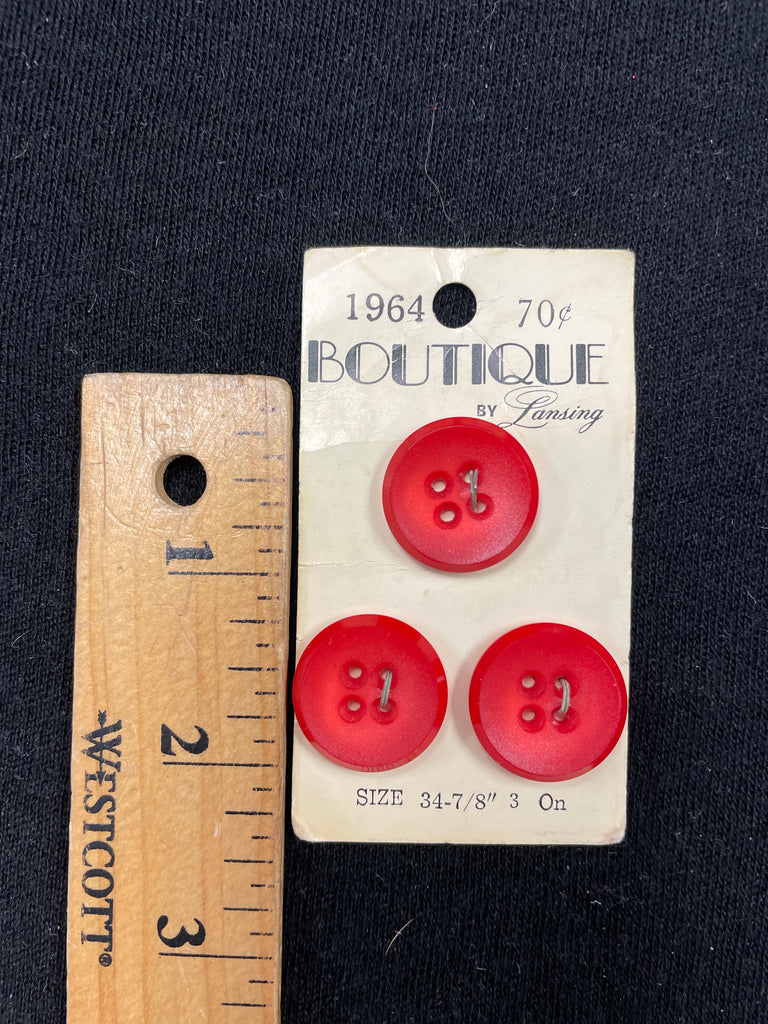 1964 70¢
BOUTIQUE
BY Lansing
SIZE 34-7/8" 3 On
1
2
3
WESTCOTT®